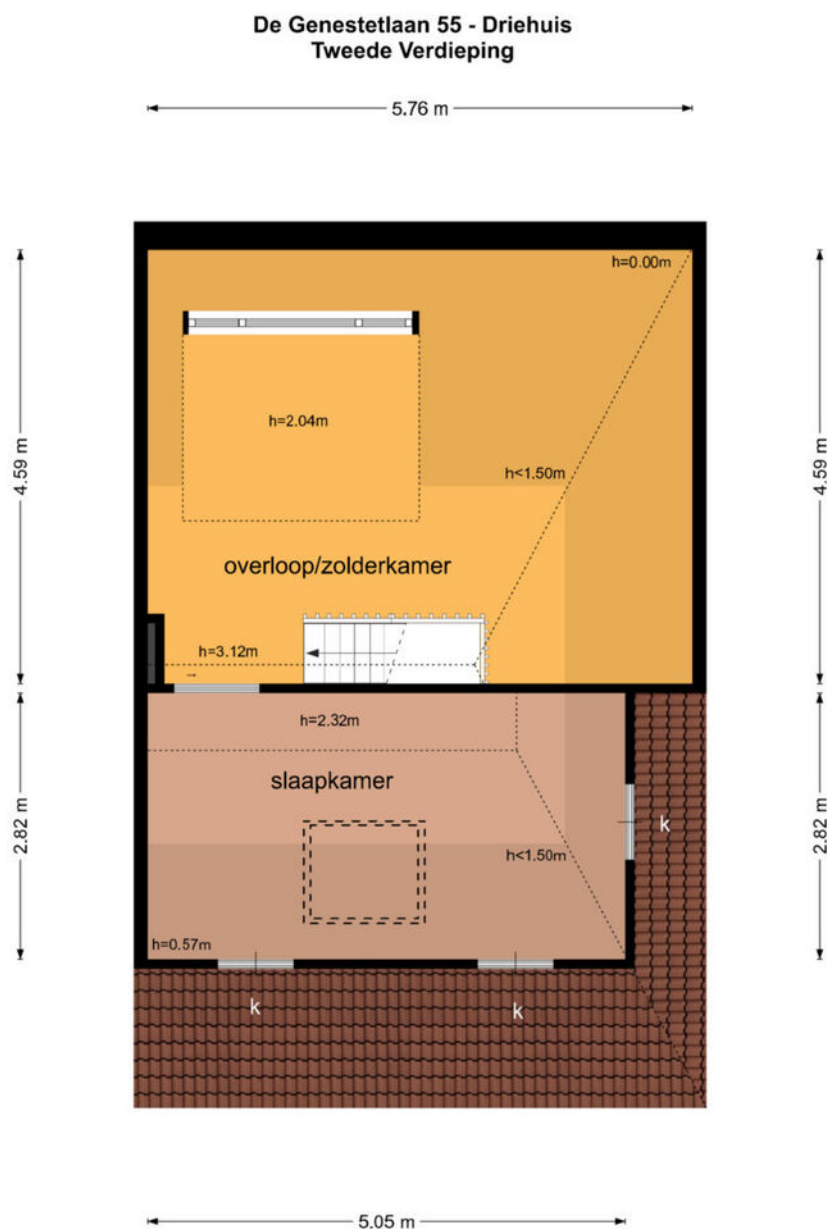 De Genestetlaan 55 - Driehuis
Tweede Verdieping
5.76 m
h=0.00m
h=2.04m
4.59 m
4.59 m
h<1.50m
overloop/zolderkamer
h=3.12m
h=2.32m
slaapkamer
2.82 m
k
2.82 m
h<1.50m
h=0.57m
k
k
5.05 m